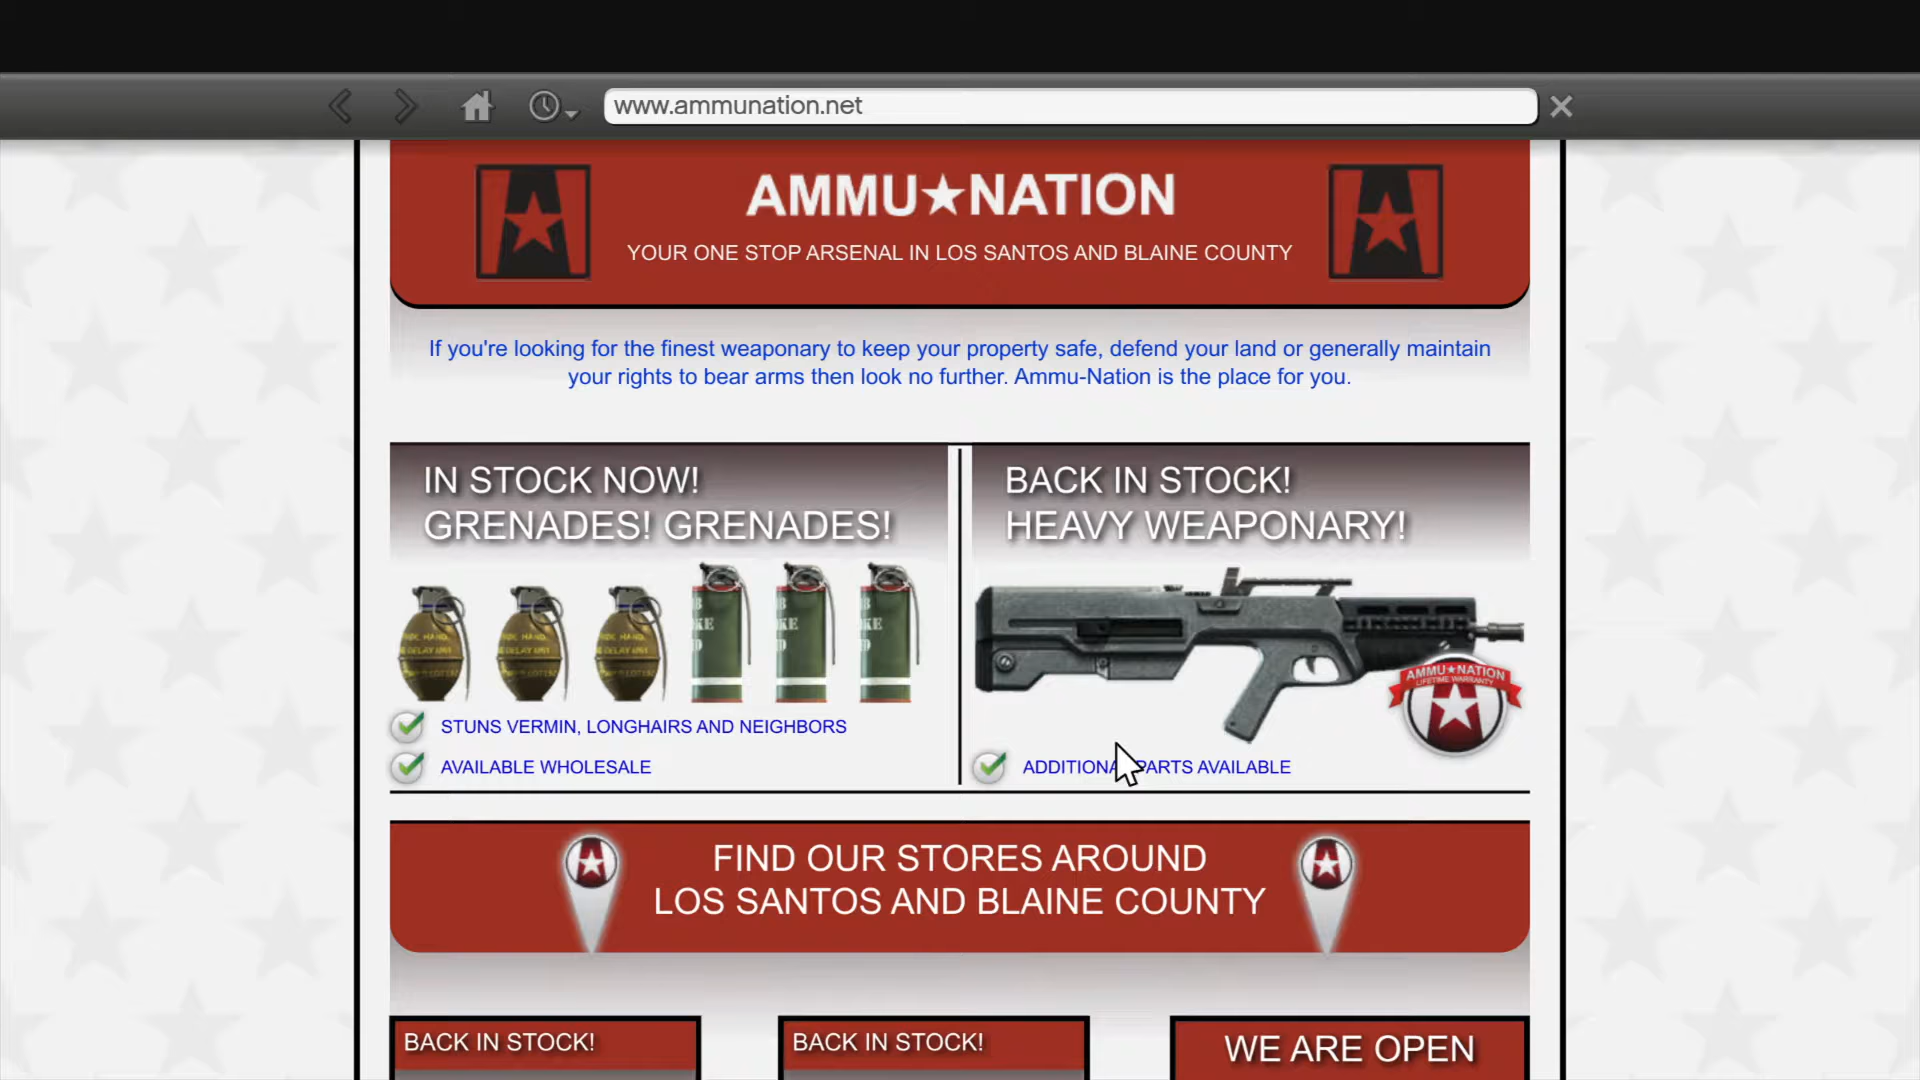 www.ammunation.net
AMMU★NATION
YOUR ONE STOP ARSENAL IN LOS SANTOS AND BLAINE COUNTY
If you're looking for the finest weaponary to keep your property safe, defend your land or generally maintain
your rights to bear arms then look no further. Ammu-Nation is the place for you.
IN STOCK NOW!
GRENADES! GRENADES!
STUNS VERMIN, LONGHAIRS AND NEIGHBORS
AVAILABLE WHOLESALE
BACK IN STOCK!
HEAVY WEAPONARY!
AMMU★NATION
LIFETIME WARRANTY
ADDITIONAL PARTS AVAILABLE
FIND OUR STORES AROUND
LOS SANTOS AND BLAINE COUNTY
BACK IN STOCK!
BACK IN STOCK!
WE ARE OPEN